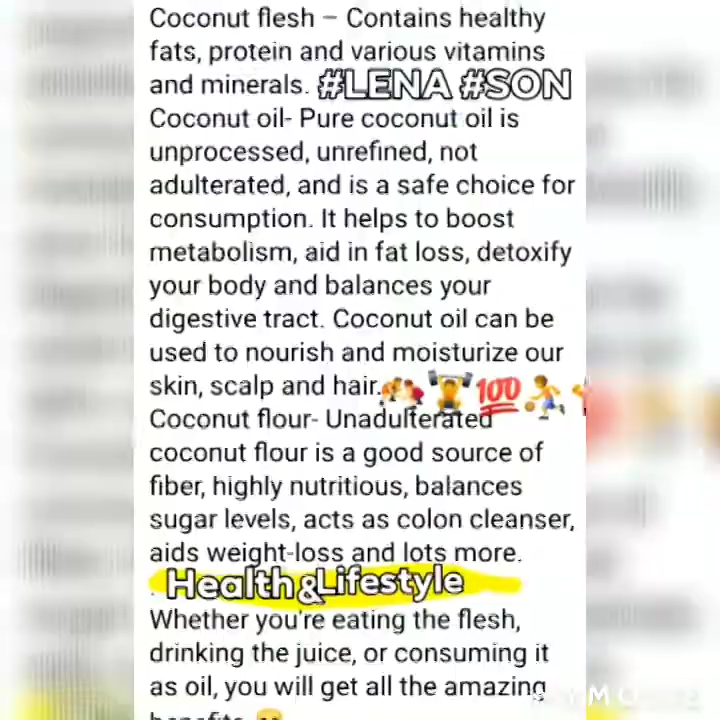 Coconut flesh – Contains healthy
fats, protein and various vitamins
and minerals. #LENA #SON
Coconut oil- Pure coconut oil is
unprocessed, unrefined, not
adulterated, and is a safe choice for
consumption. It helps to boost
metabolism, aid in fat loss, detoxify
your body and balances your
digestive tract. Coconut oil can be
used to nourish and moisturize our
skin, scalp and hair. 💯
Coconut flour- Unadulterated
coconut flour is a good source of
fiber, highly nutritious, balances
sugar levels, acts as colon cleanser,
aids weight-loss and lots more.
. Health&Lifestyle
Whether you're eating the flesh,
drinking the juice, or consuming it
as oil, you will get all the amazing